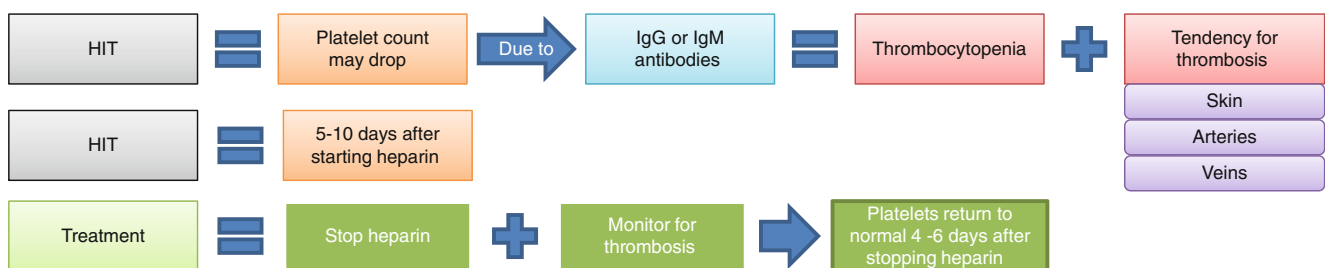 HIT
Platelet count
may drop
Due to
IgG or IgM
antibodies
Thrombocytopenia
Tendency for
thrombosis
Skin
Arteries
Veins
HIT
5-10 days after
starting heparin
Treatment
Stop heparin
Monitor for
thrombosis
Platelets return to
normal 4 -6 days after
stopping heparin